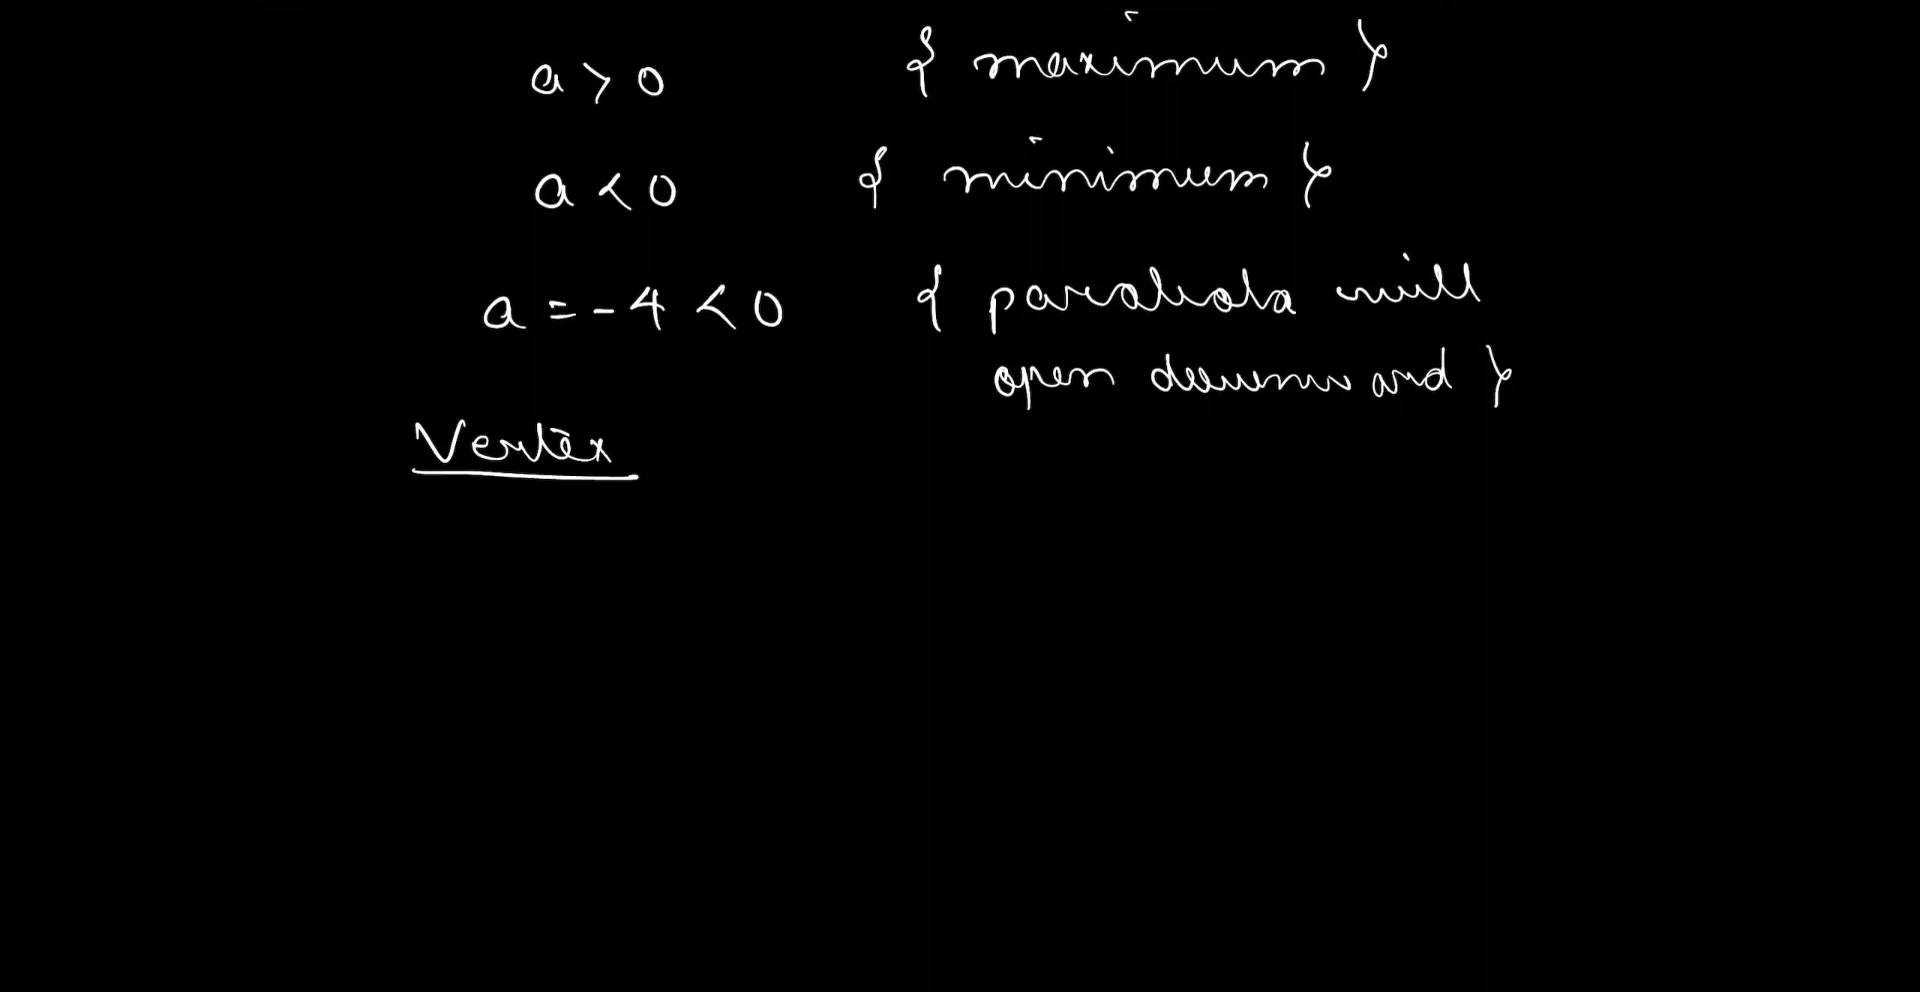 a > 0 { maximum }
a < 0 { minimum }
a = -4 < 0 { parabola will
open downward }
Vertex